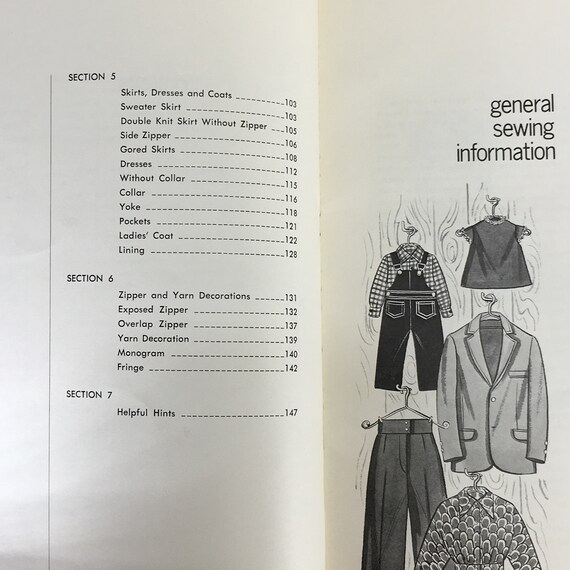 SECTION 5
Skirts, Dresses and Coats ----------103
Sweater Skirt --------------------103
Double Knit Skirt Without Zipper ----105
Side Zipper ----------------------106
Gored Skirts ---------------------108
Dresses --------------------------112
Without Collar -------------------115
Collar ---------------------------116
Yoke -----------------------------118
Pockets --------------------------121
Ladies' Coat ---------------------122
Lining ---------------------------128
SECTION 6
Zipper and Yarn Decorations -------131
Exposed Zipper -------------------132
Overlap Zipper -------------------137
Yarn Decoration ------------------139
Monogram ------------------------140
Fringe ---------------------------142
SECTION 7
Helpful Hints --------------------147
general
sewing
information